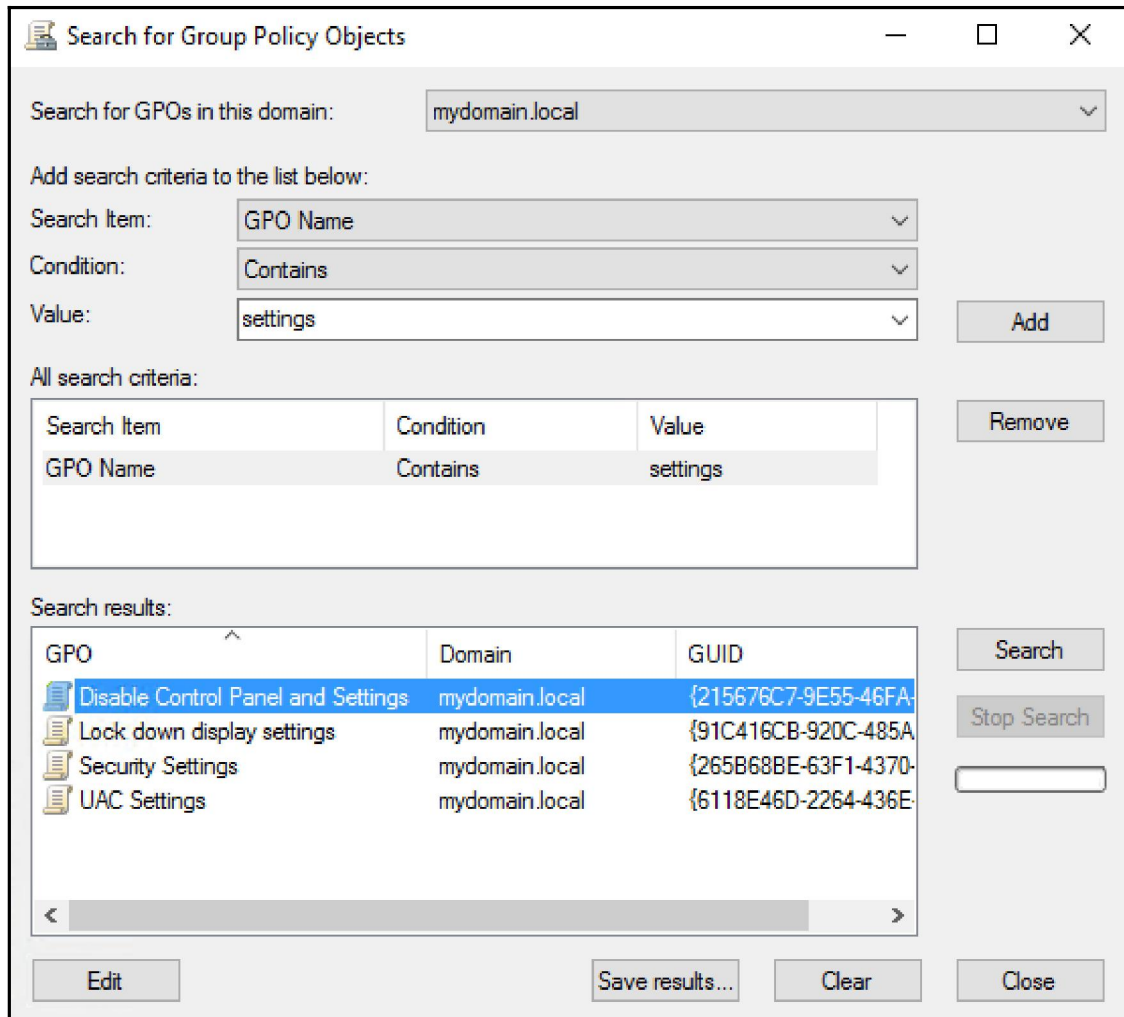 Search for Group Policy Objects
Search for GPOs in this domain: mydomain.local
Add search criteria to the list below:
Search Item: GPO Name
Condition: Contains
Value: settings Add
All search criteria:
Remove
Search Item Condition Value
GPO Name Contains settings
Search results:
GPO Domain GUID Search
Disable Control Panel and Settings mydomain.local {215676C7-9E55-46FA-
Lock down display settings mydomain.local {91C416CB-920C-485A Stop Search
Security Settings mydomain.local {265B68BE-63F1-4370-
UAC Settings mydomain.local {6118E46D-2264-436E-
Edit Save results... Clear Close